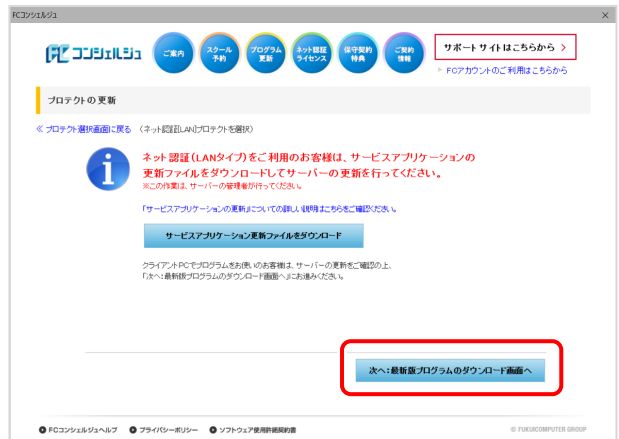 FCコンシェルジュ ×
FC コンシェルジュ
ご案内
スクール
予約
プログラム
更新
ネット認証
ライセンス
保守契約
特典
ご契約
情報
サポートサイトはこちらから >
FCアカウントのご利用はこちらから
プロテクトの更新
≪ プロテクト選択画面に戻る (ネット認証[LAN]プロテクトを選択)
ネット認証(LANタイプ)をご利用のお客様は、サービスアプリケーションの
更新ファイルをダウンロードしてサーバーの更新を行ってください。
※この作業は、サーバーの管理者が行ってください。
「サービスアプリケーションの更新」についての詳しい説明はこちらをご確認ください。
サービスアプリケーション更新ファイルをダウンロード
クライアントPCでプログラムをお使いのお客様は、サーバーの更新をご確認の上、
「次へ:最新版プログラムのダウンロード画面へ」にお進みください。
次へ:最新版プログラムのダウンロード画面へ
FCコンシェルジュヘルプ プライバシーポリシー ソフトウェア使用許諾契約書 © FUKUICOMPUTER GROUP